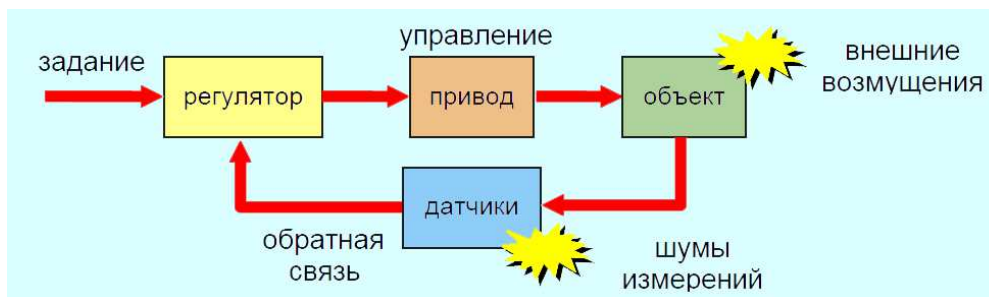 управление
задание
внешние
возмущения
регулятор
привод
объект
датчики
обратная
связь
шумы
измерений